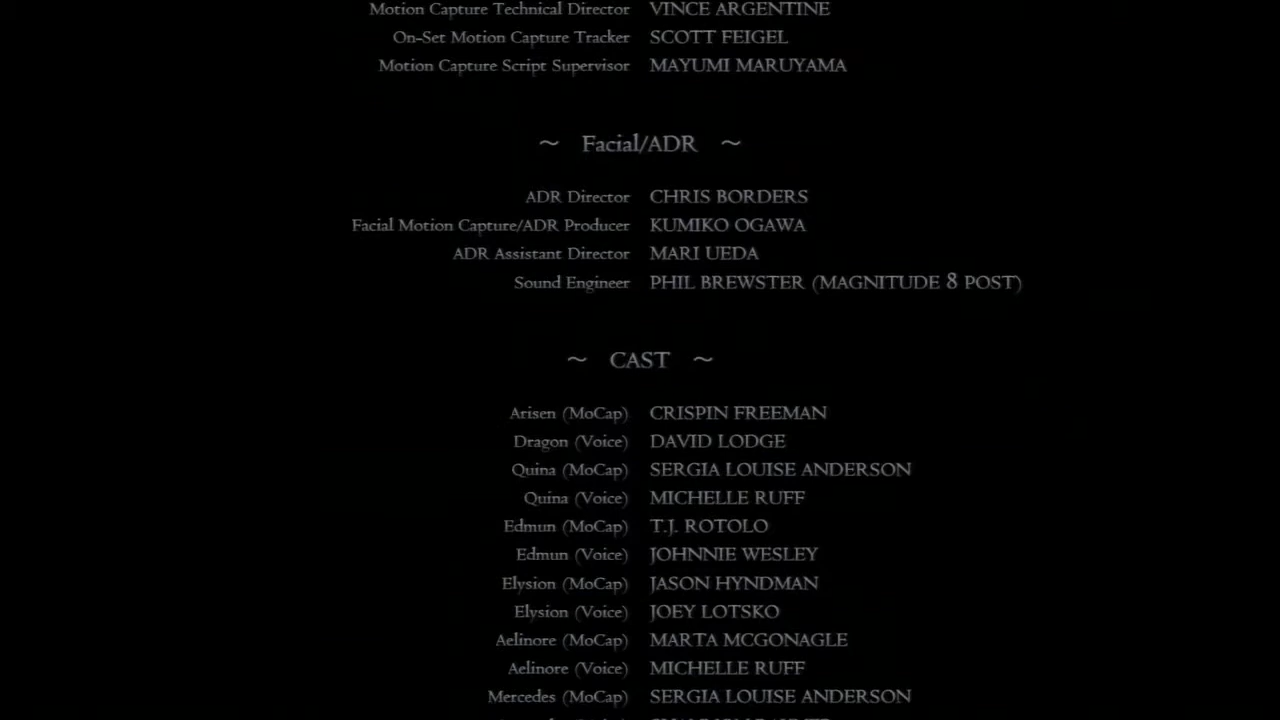 Motion Capture Technical Director VINCE ARGENTINE
On-Set Motion Capture Tracker SCOTT FEIGEL
Motion Capture Script Supervisor MAYUMI MARUYAMA
~ Facial/ADR ~
ADR Director CHRIS BORDERS
Facial Motion Capture/ADR Producer KUMIKO OGAWA
ADR Assistant Director MARI UEDA
Sound Engineer PHIL BREWSTER (MAGNITUDE 8 POST)
~ CAST ~
Arisen (MoCap) CRISPIN FREEMAN
Dragon (Voice) DAVID LODGE
Quina (MoCap) SERGIA LOUISE ANDERSON
Quina (Voice) MICHELLE RUFF
Edmun (MoCap) T.J. ROTOLO
Edmun (Voice) JOHNNIE WESLEY
Elysion (MoCap) JASON HYNDMAN
Elysion (Voice) JOEY LOTSKO
Aelinore (MoCap) MARTA MCGONAGLE
Aelinore (Voice) MICHELLE RUFF
Mercedes (MoCap) SERGIA LOUISE ANDERSON